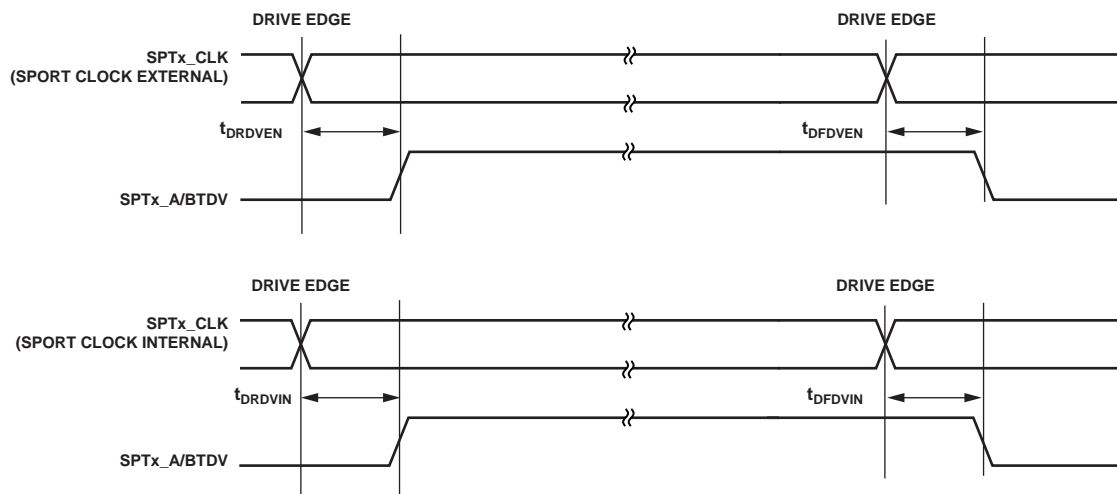 DRIVE EDGE DRIVE EDGE
SPTx_CLK
(SPORT CLOCK EXTERNAL)
tDRDVEN tDFDVEN
SPTx_A/BTDV
DRIVE EDGE DRIVE EDGE
SPTx_CLK
(SPORT CLOCK INTERNAL)
tDRDVIN tDFDVIN
SPTx_A/BTDV